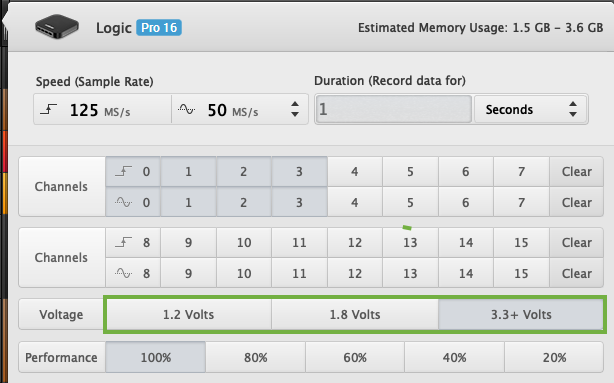 Logic Pro 16 Estimated Memory Usage: 1.5 GB – 3.6 GB
Speed (Sample Rate) Duration (Record data for)
125 MS/s 50 MS/s 1 Seconds
Channels
0 1 2 3 4 5 6 7 Clear
0 1 2 3 4 5 6 7 Clear
Channels
8 9 10 11 12 13 14 15 Clear
8 9 10 11 12 13 14 15 Clear
Voltage 1.2 Volts 1.8 Volts 3.3+ Volts
Performance 100% 80% 60% 40% 20%